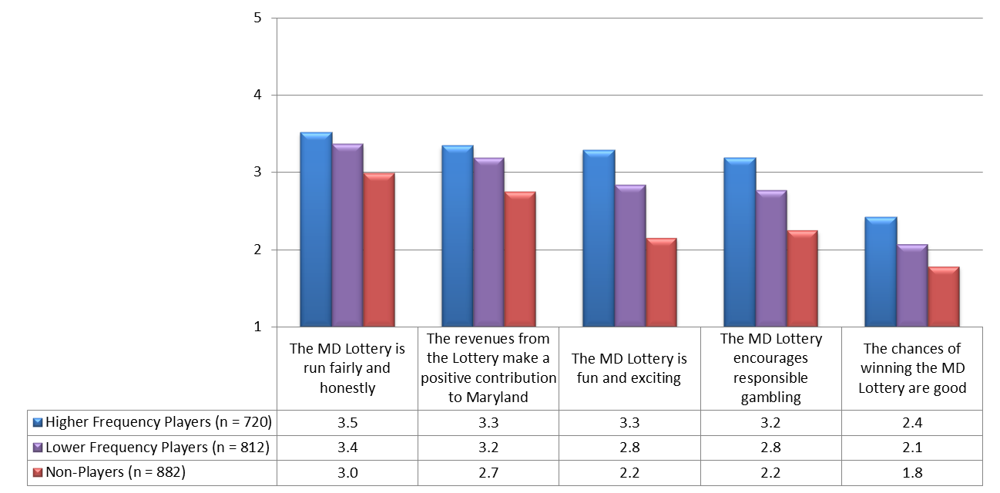 5
4
3
2
1
The MD Lottery is
run fairly and
honestly
The revenues from
the Lottery make a
positive contribution
to Maryland
The MD Lottery is
fun and exciting
The MD Lottery
encourages
responsible
gambling
The chances of
winning the MD
Lottery are good
Higher Frequency Players (n = 720) 3.5 3.3 3.3 3.2 2.4
Lower Frequency Players (n = 812) 3.4 3.2 2.8 2.8 2.1
Non-Players (n = 882) 3.0 2.7 2.2 2.2 1.8